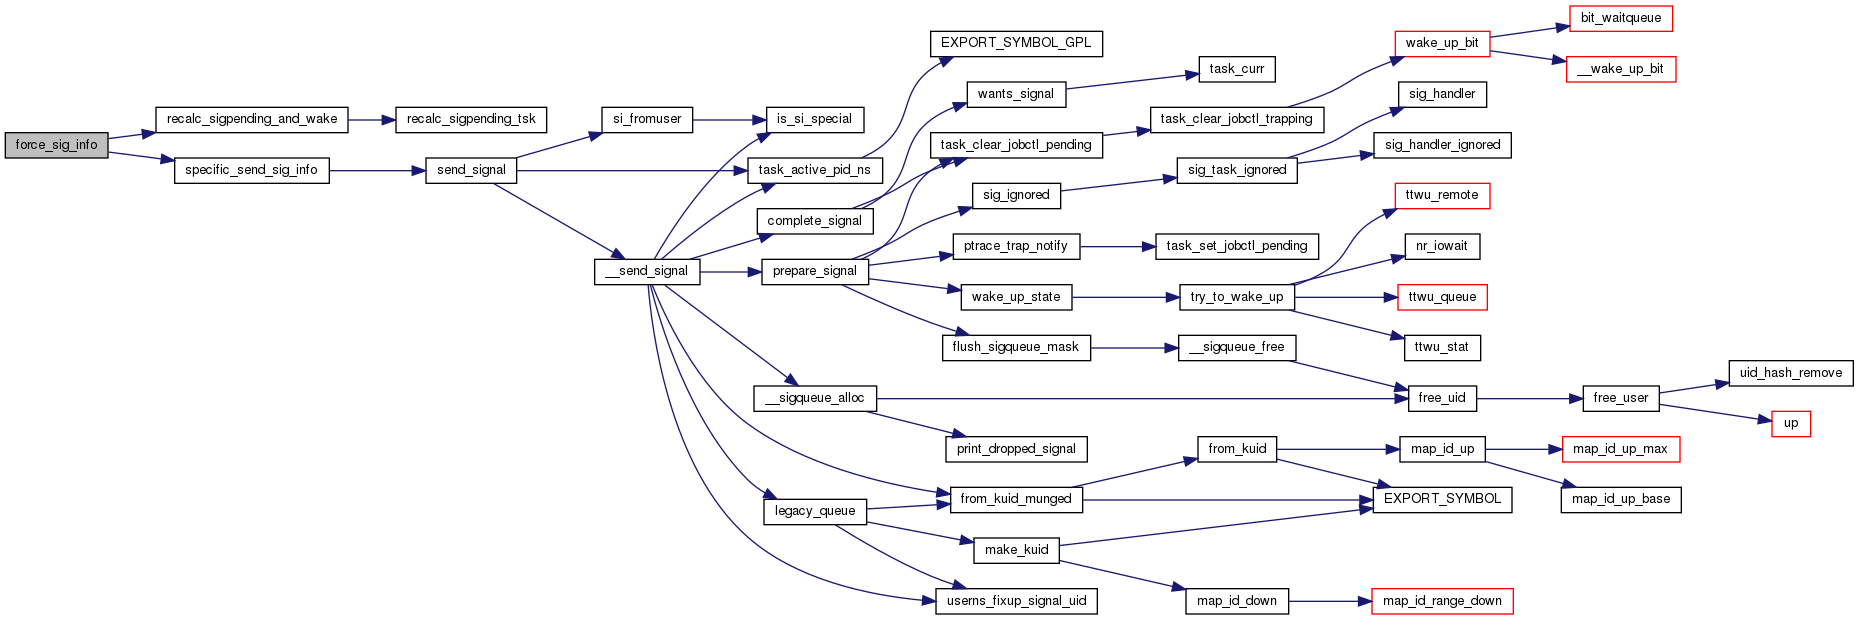 force_sig_info
recalc_sigpending_and_wake
specific_send_sig_info
recalc_sigpending_tsk
send_signal
si_fromuser
__send_signal
is_si_special
task_active_pid_ns
complete_signal
prepare_signal
__sigqueue_alloc
legacy_queue
EXPORT_SYMBOL_GPL
wants_signal
task_clear_jobctl_pending
sig_ignored
ptrace_trap_notify
wake_up_state
flush_sigqueue_mask
print_dropped_signal
from_kuid_munged
make_kuid
userns_fixup_signal_uid
task_curr
task_clear_jobctl_trapping
sig_task_ignored
task_set_jobctl_pending
try_to_wake_up
__sigqueue_free
from_kuid
map_id_down
wake_up_bit
sig_handler
sig_handler_ignored
ttwu_remote
nr_iowait
ttwu_queue
ttwu_stat
free_uid
map_id_up
EXPORT_SYMBOL
map_id_range_down
bit_waitqueue
__wake_up_bit
free_user
map_id_up_max
map_id_up_base
uid_hash_remove
up